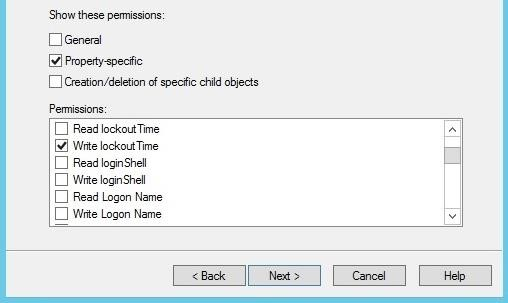 Show these permissions:
General
Property-specific
Creation/deletion of specific child objects
Permissions:
Read lockoutTime
Write lockoutTime
Read loginShell
Write loginShell
Read Logon Name
Write Logon Name
< Back Next > Cancel Help